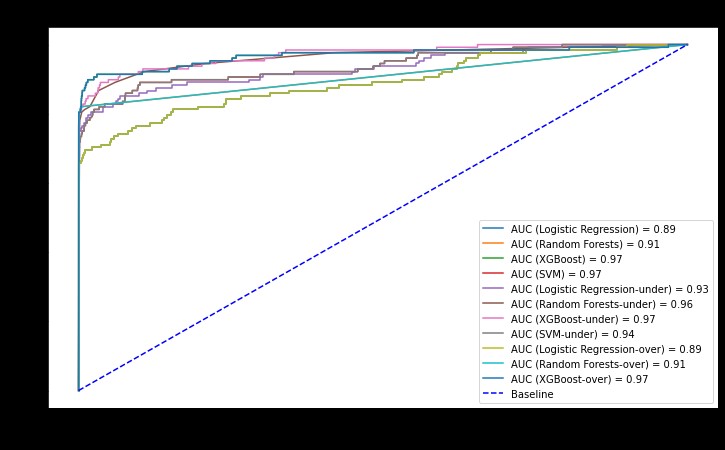 AUC (Logistic Regression) = 0.89
AUC (Random Forests) = 0.91
AUC (XGBoost) = 0.97
AUC (SVM) = 0.97
AUC (Logistic Regression-under) = 0.93
AUC (Random Forests-under) = 0.96
AUC (XGBoost-under) = 0.97
AUC (SVM-under) = 0.94
AUC (Logistic Regression-over) = 0.89
AUC (Random Forests-over) = 0.91
AUC (XGBoost-over) = 0.97
Baseline